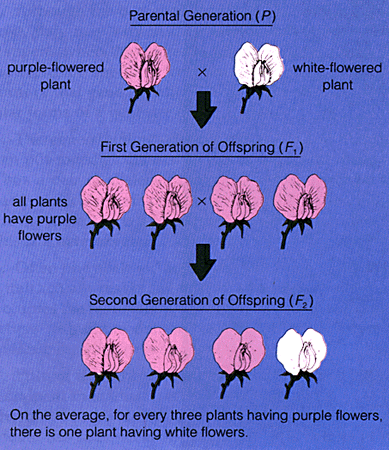 Parental Generation (P)
purple-flowered
plant
×
white-flowered
plant
First Generation of Offspring (F₁)
all plants
have purple
flowers
×
Second Generation of Offspring (F₂)
On the average, for every three plants having purple flowers,
there is one plant having white flowers.